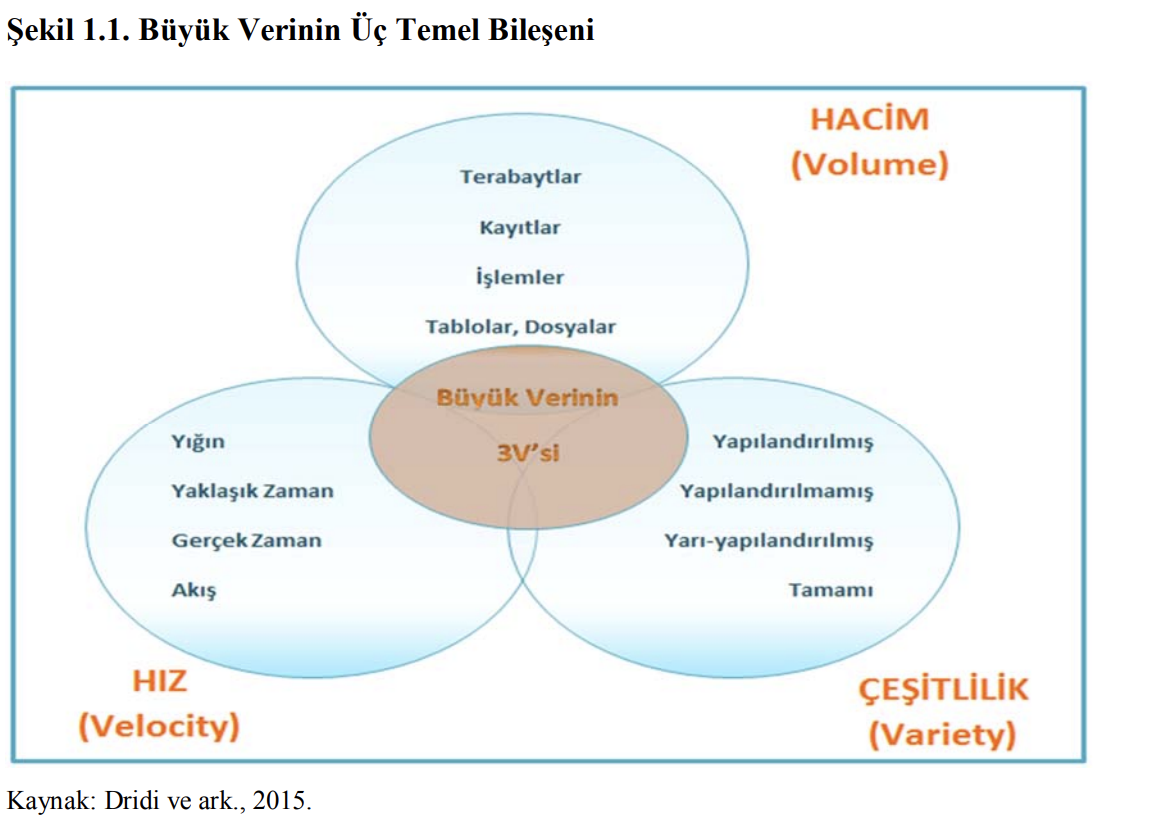 Şekil 1.1. Büyük Verinin Üç Temel Bileşeni
HACİM
(Volume)
Terabaytlar
Kayıtlar
İşlemler
Tablolar, Dosyalar
Büyük Verinin
3V’si
Yığın
Yaklaşık Zaman
Gerçek Zaman
Akış
Yapılandırılmış
Yapılandırılmamış
Yarı-yapılandırılmış
Tamamı
HIZ
(Velocity)
ÇEŞİTLİLİK
(Variety)
Kaynak: Dridi ve ark., 2015.